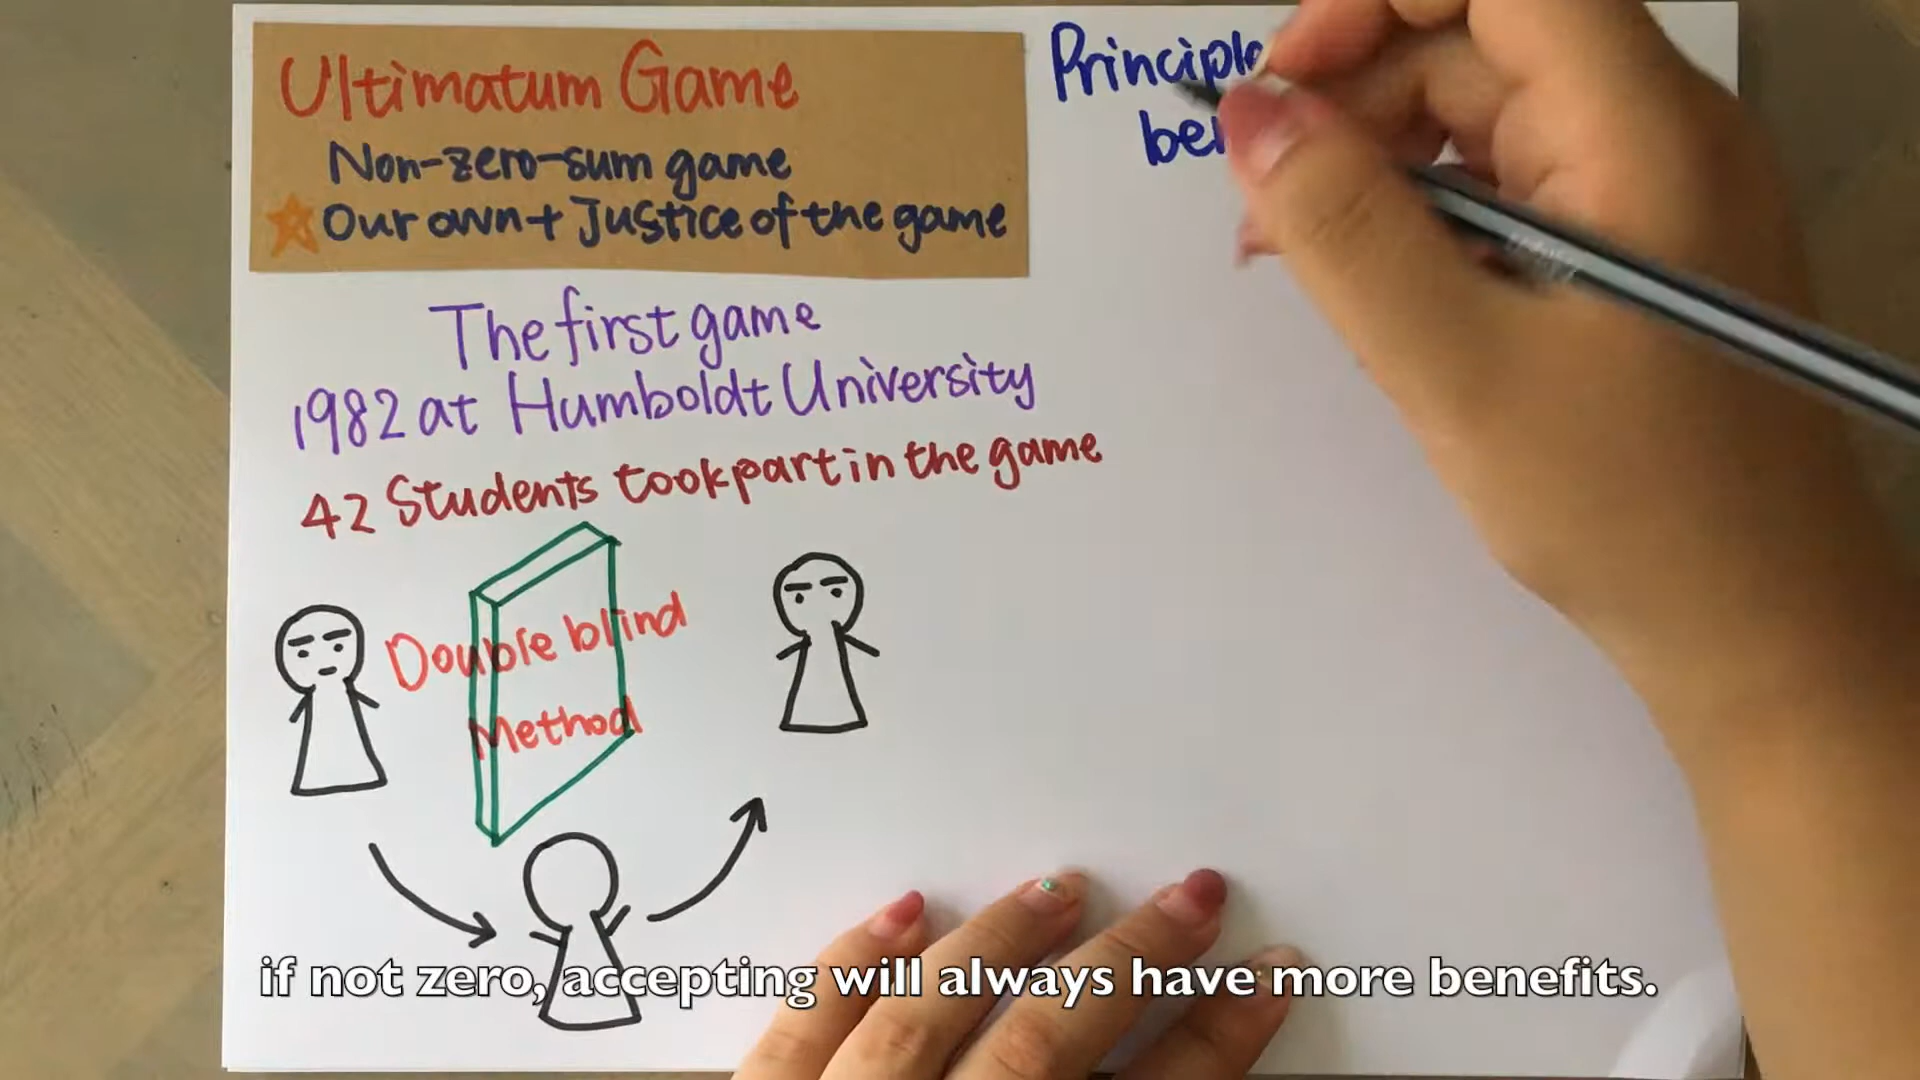 Ultimatum Game
Non-zero-sum game
Our own + Justice of the game
The first game
1982 at Humboldt University
42 Students took part in the game
Double blind
Method
if not zero, accepting will always have more benefits.